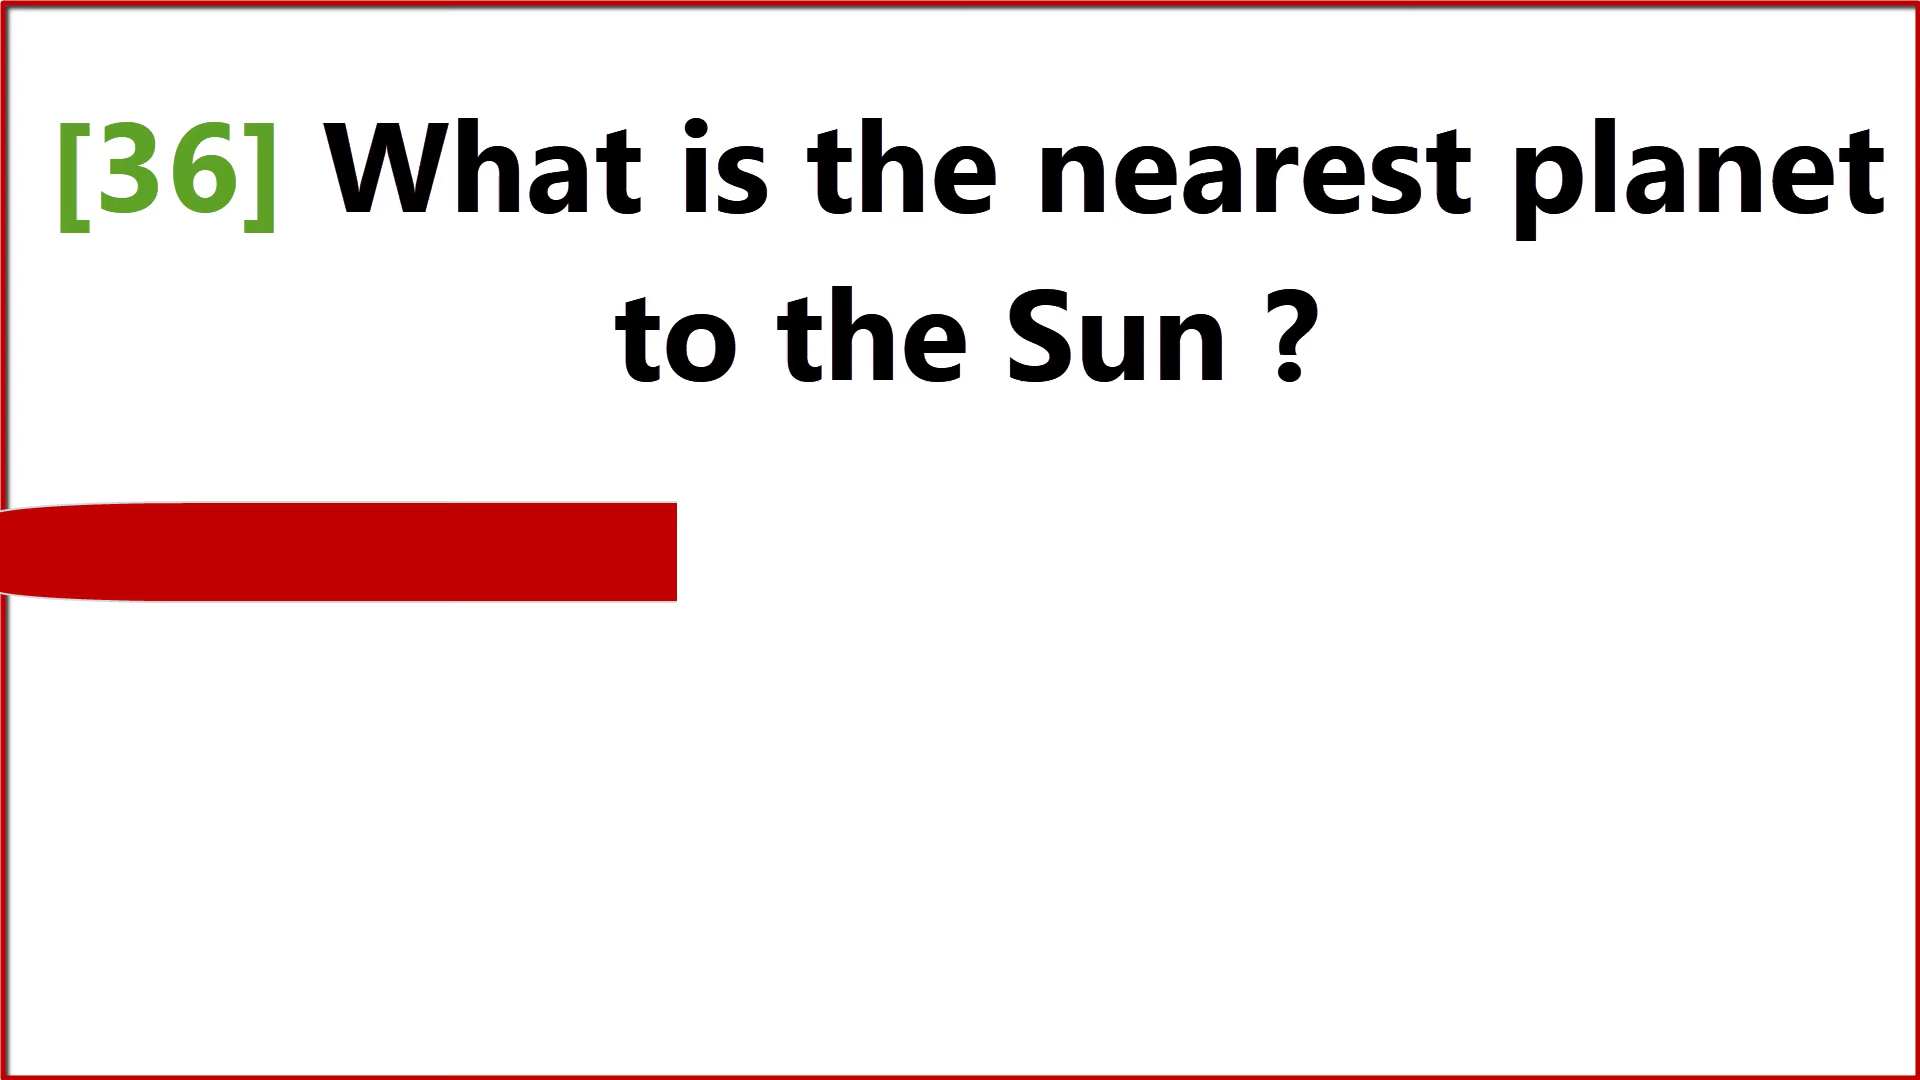 [36] What is the nearest planet
to the Sun ?